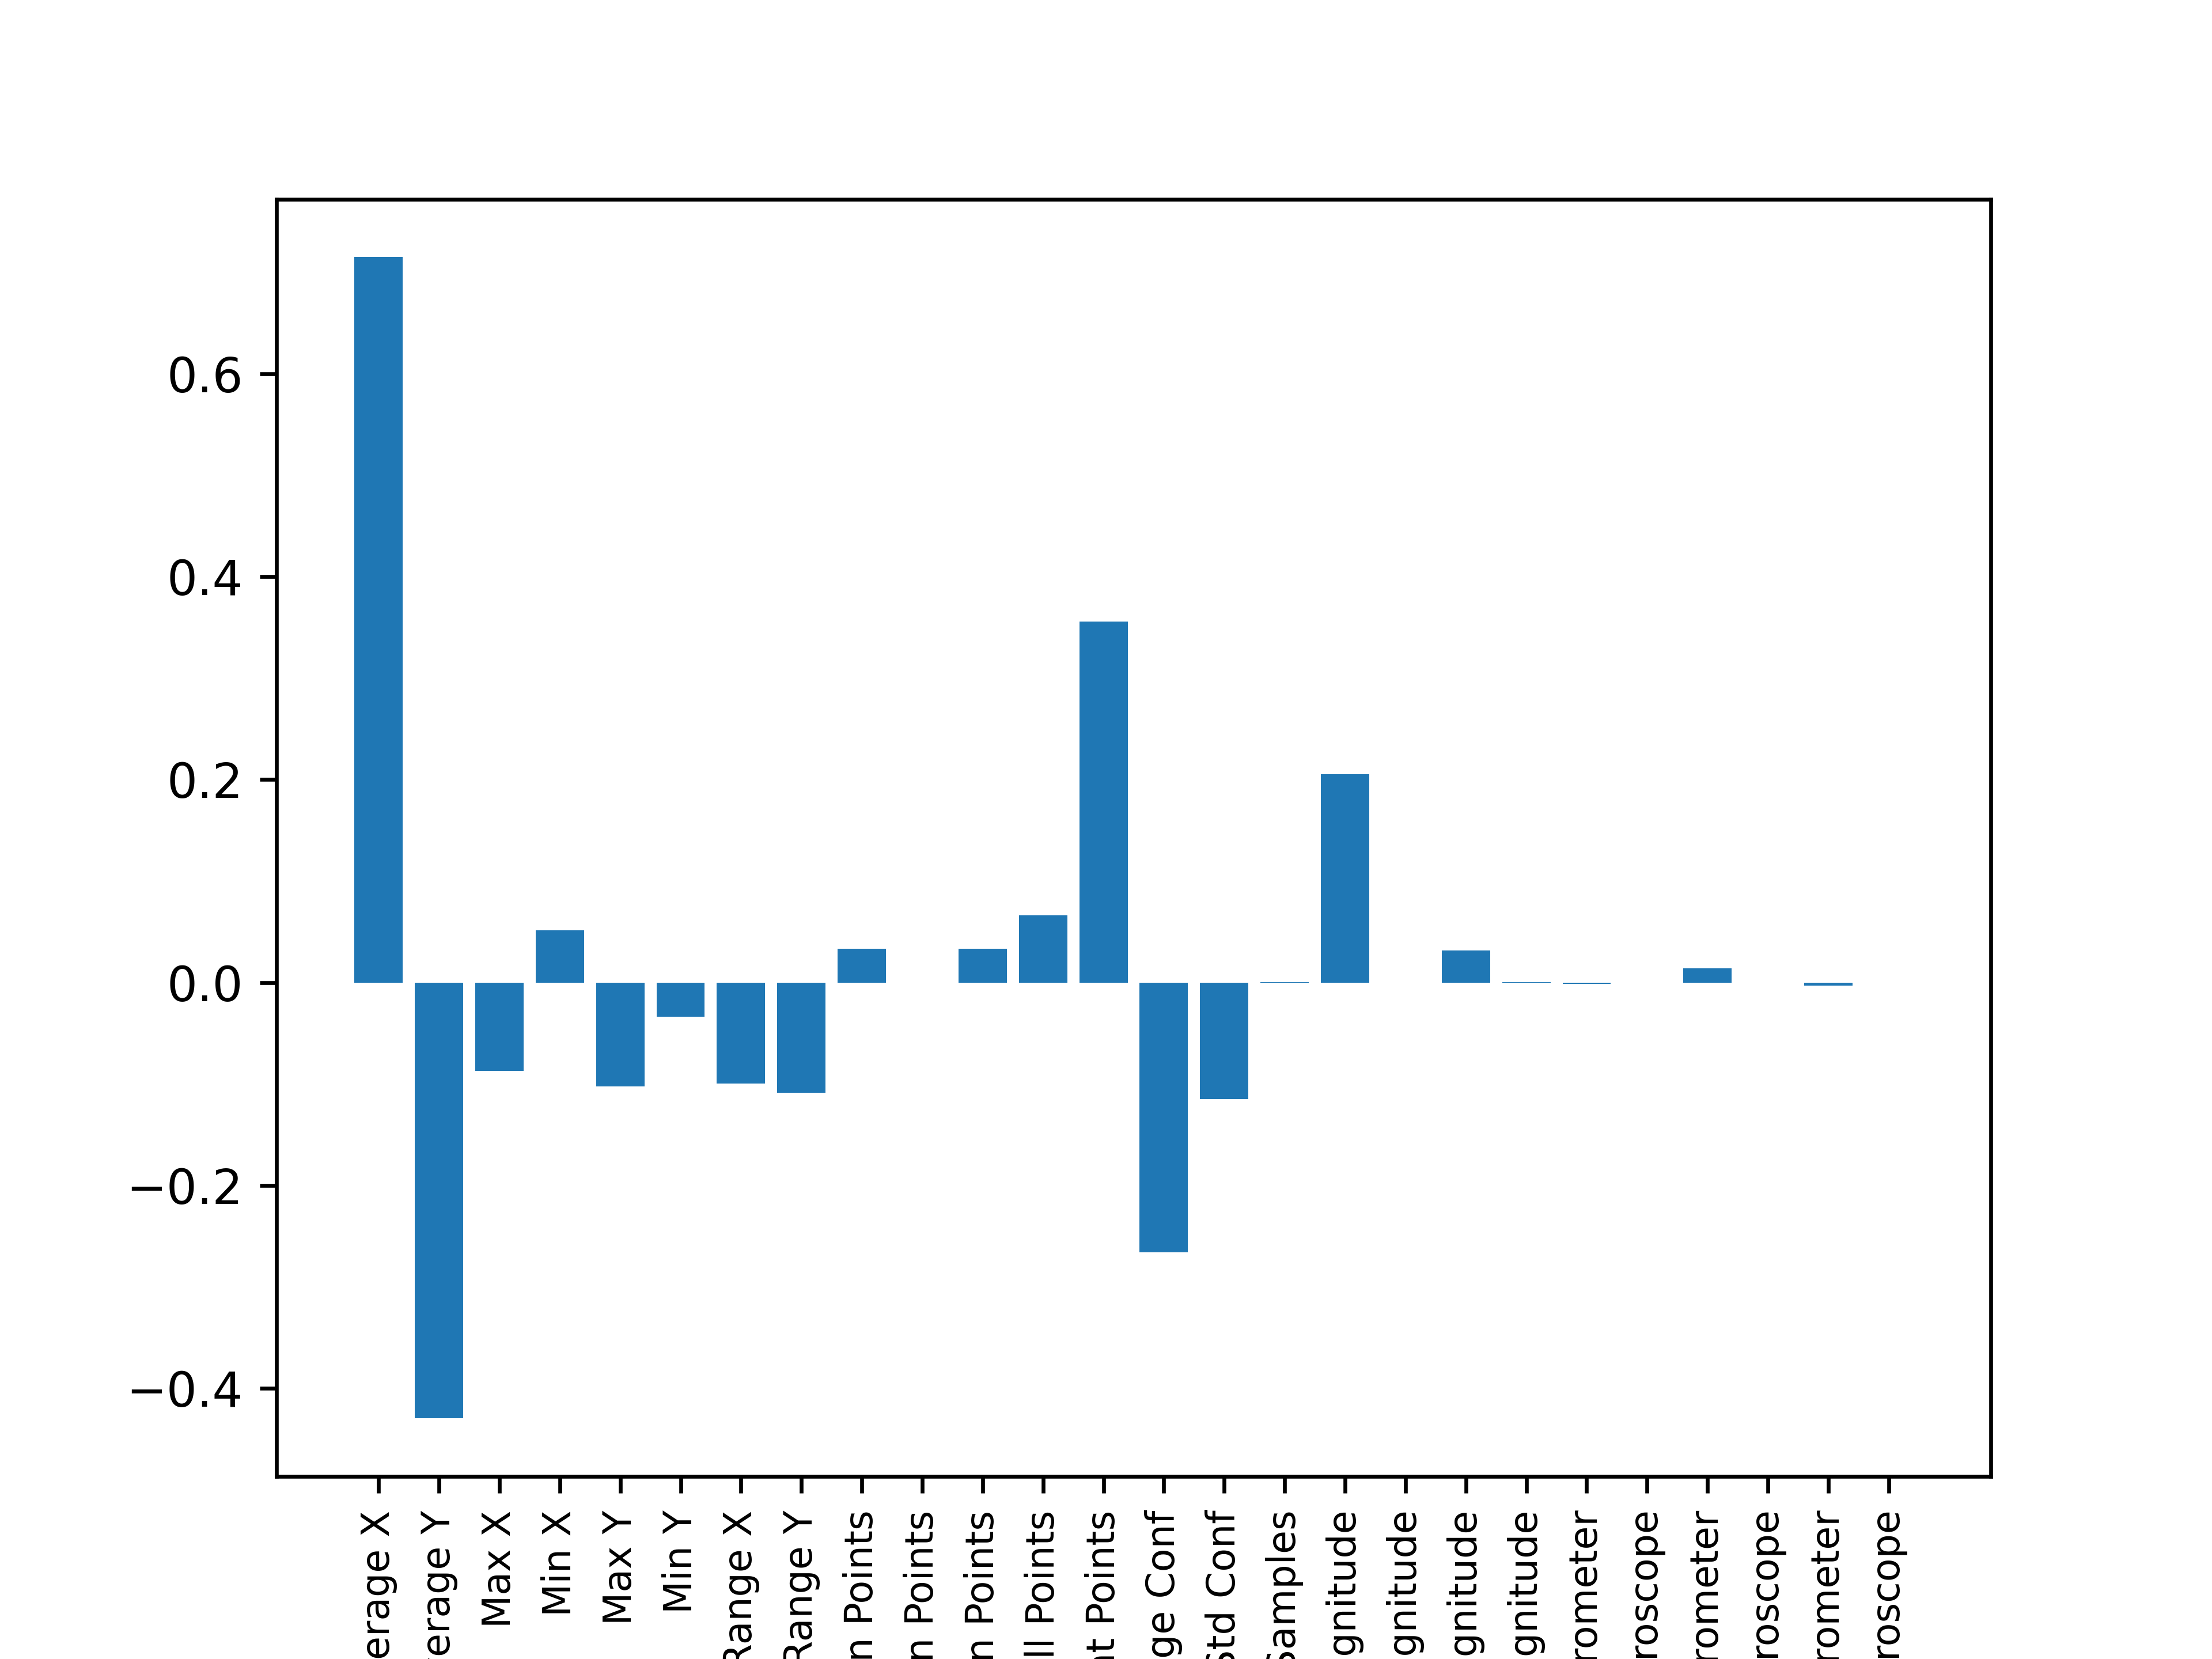 0.6
0.4
0.2
0.0
−0.2
−0.4
erage X
erage Y
Max X
Min X
Max Y
Min Y
Range X
Range Y
n Points
n Points
n Points
ll Points
nt Points
ge Conf
Std Conf
Samples
gnitude
gnitude
gnitude
gnitude
rometer
roscope
rometer
roscope
rometer
roscope